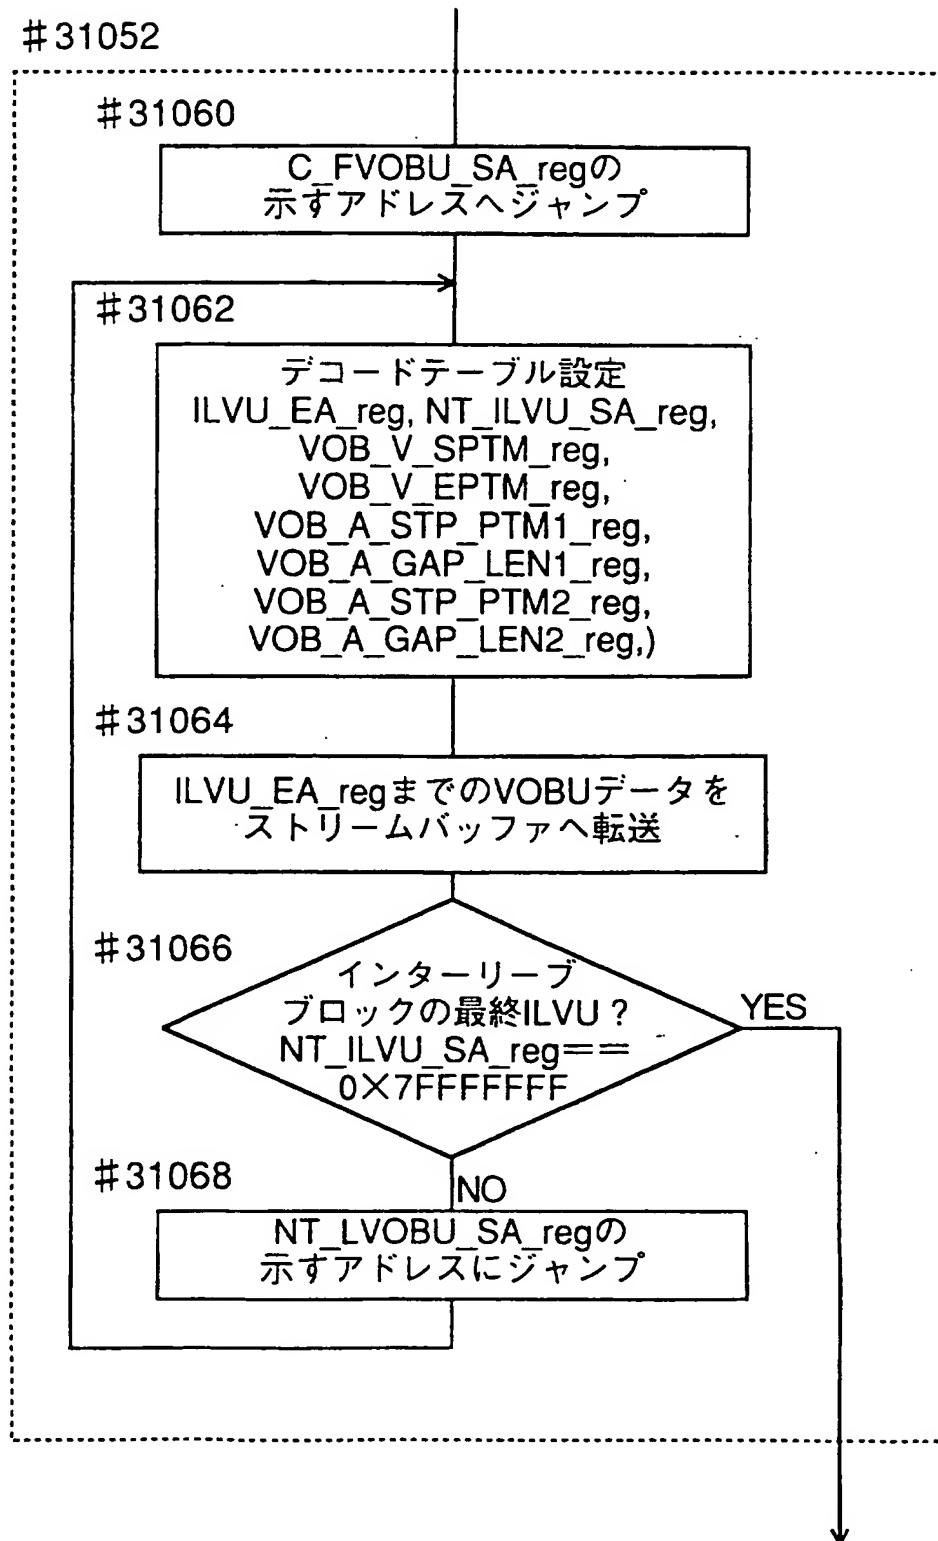 #31052
#31060
C_FVOBU_SA_regの
示すアドレスへジャンプ
#31062
デコードテーブル設定
ILVU_EA_reg, NT_ILVU_SA_reg,
VOB_V_SPTM_reg,
VOB_V_EPTM_reg,
VOB_A_STP_PTM1_reg,
VOB_A_GAP_LEN1_reg,
VOB_A_STP_PTM2_reg,
VOB_A_GAP_LEN2_reg,)
#31064
ILVU_EA_regまでのVOBUデータを
ストリームバッファへ転送
#31066
インターリーブ
ブロックの最終ILVU?
NT_ILVU_SA_reg==
0×7FFFFFFF
YES
#31068
NO
NT_LVOBU_SA_regの
示すアドレスにジャンプ